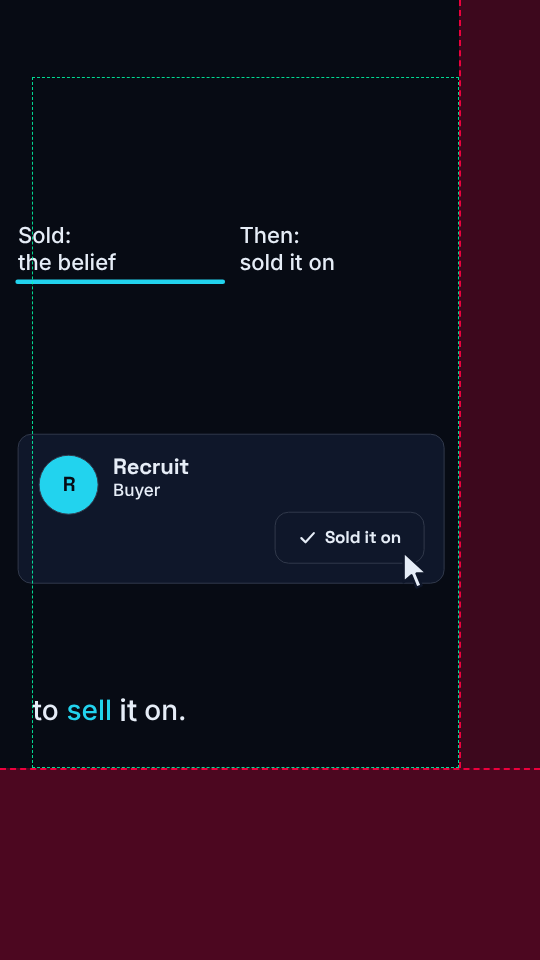 Sold:
the belief
Then:
sold it on
R
Recruit
Buyer
Sold it on
to sell it on.